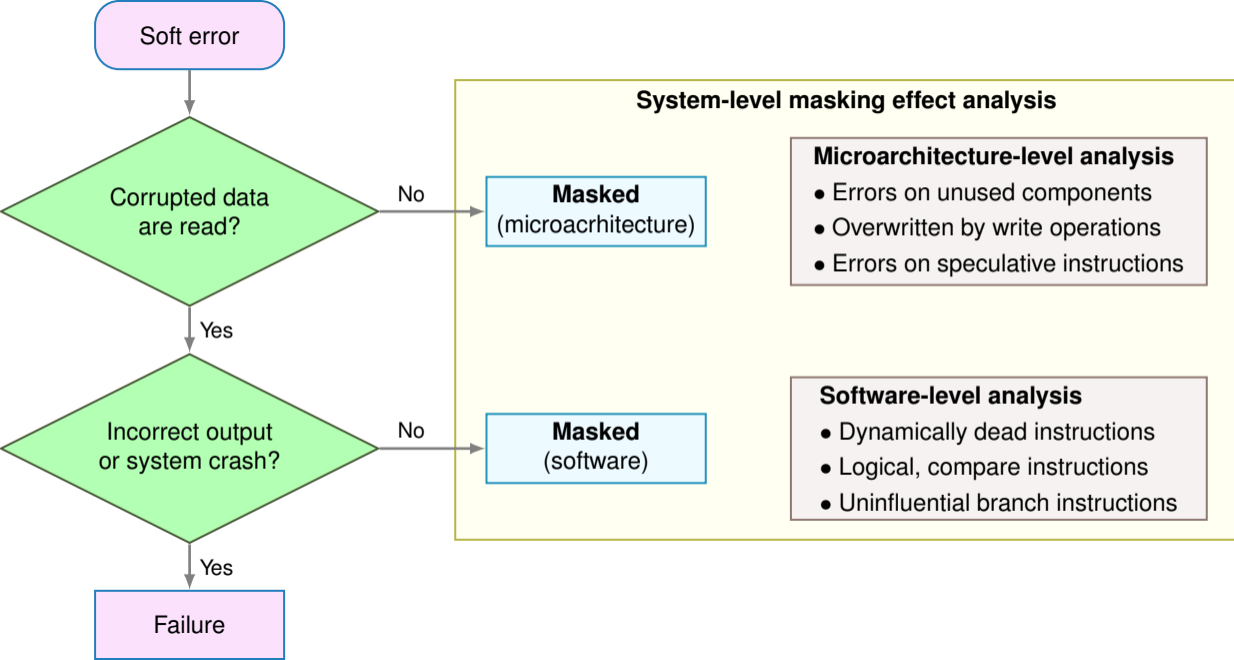 Soft error
System-level masking effect analysis
Corrupted data
are read?
No
Masked
(microacrhitecture)
Microarchitecture-level analysis
● Errors on unused components
● Overwritten by write operations
● Errors on speculative instructions
Yes
Incorrect output
or system crash?
No
Masked
(software)
Software-level analysis
● Dynamically dead instructions
● Logical, compare instructions
● Uninfluential branch instructions
Yes
Failure